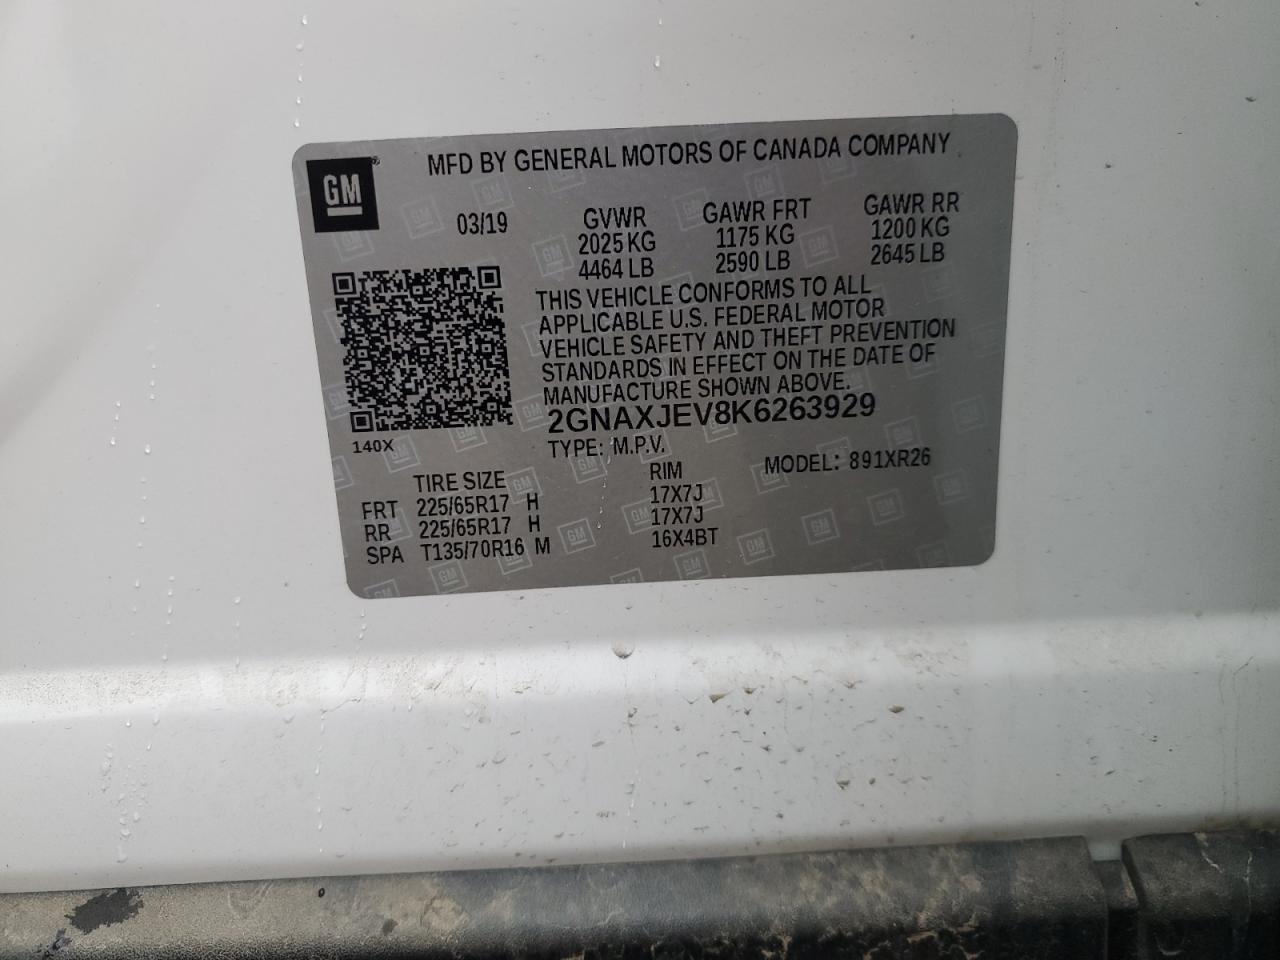 MFD BY GENERAL MOTORS OF CANADA COMPANY
GM
®
03/19
GVWR GAWR FRT GAWR RR
2025 KG 1175 KG 1200 KG
4464 LB 2590 LB 2645 LB
THIS VEHICLE CONFORMS TO ALL
APPLICABLE U.S. FEDERAL MOTOR
VEHICLE SAFETY AND THEFT PREVENTION
STANDARDS IN EFFECT ON THE DATE OF
MANUFACTURE SHOWN ABOVE.
2GNAXJEV8K6263929
140X
TYPE: M.P.V.
MODEL: 891XR26
TIRE SIZE RIM
FRT 225/65R17 H 17X7J
RR 225/65R17 H 17X7J
SPA T135/70R16 M 16X4BT